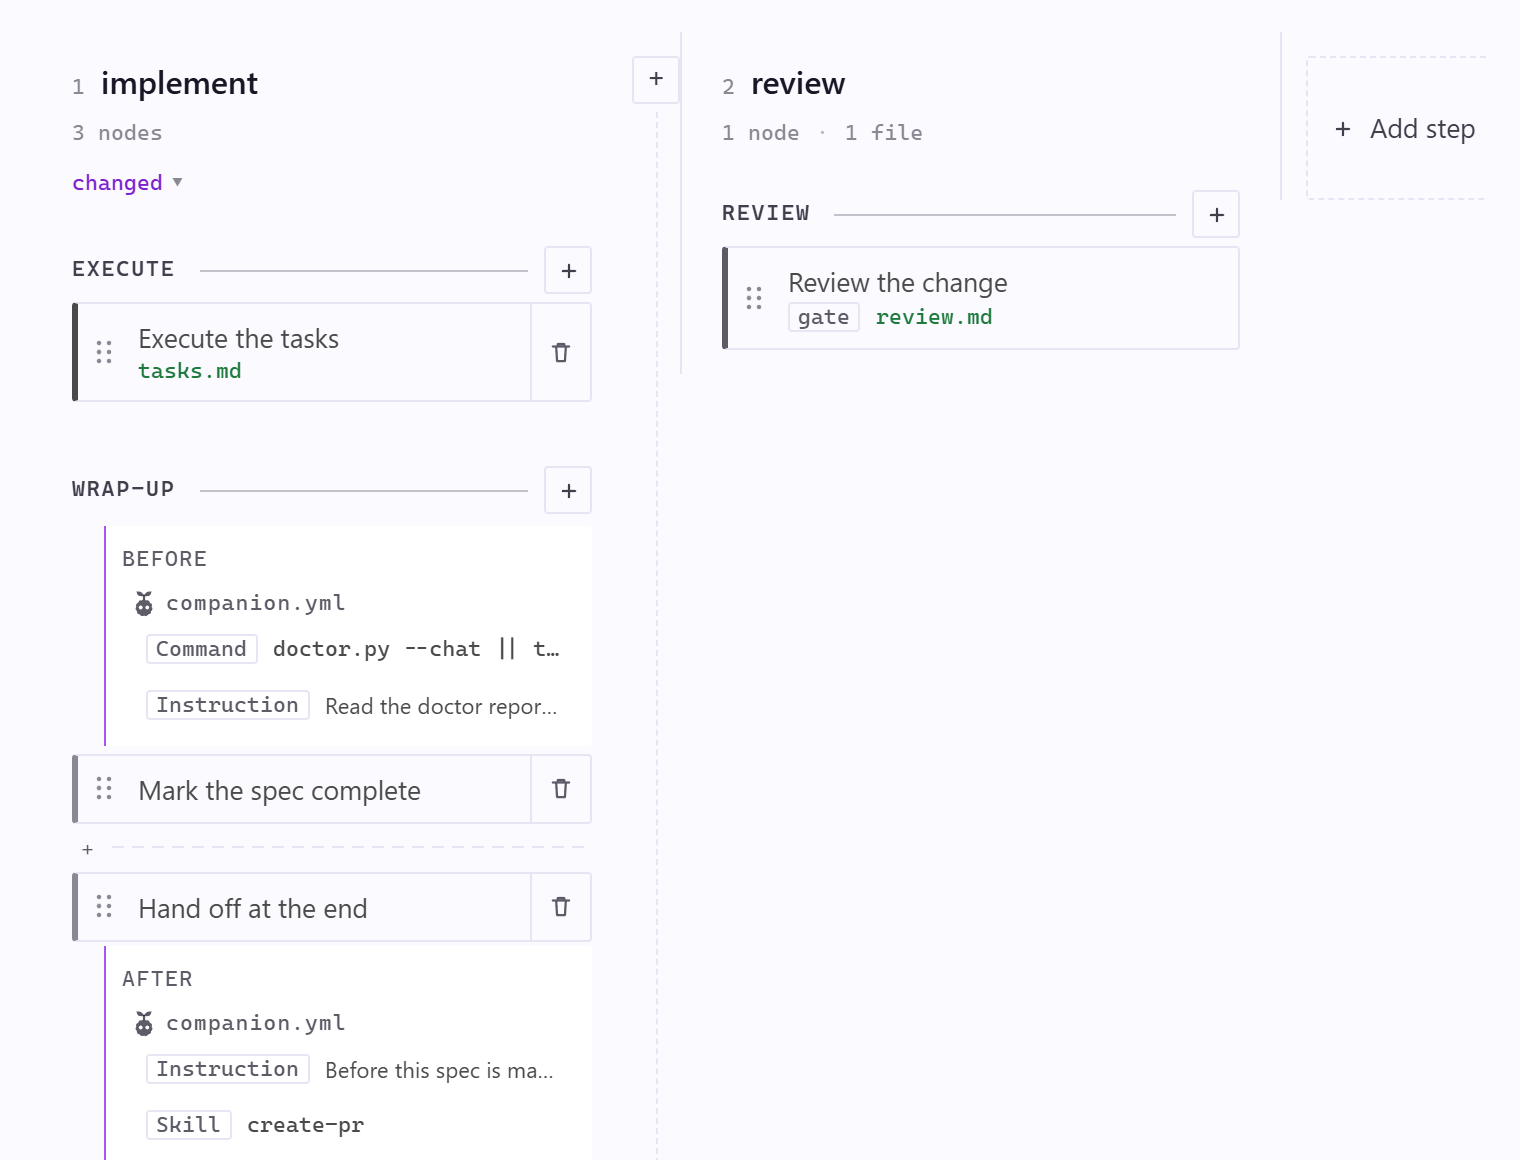 1 implement
3 nodes
changed ▼
EXECUTE
+
Execute the tasks
tasks.md
WRAP-UP
+
BEFORE
companion.yml
Command doctor.py --chat || t…
Instruction Read the doctor repor…
Mark the spec complete
+
Hand off at the end
AFTER
companion.yml
Instruction Before this spec is ma…
Skill create-pr
+
2 review
1 node · 1 file
REVIEW
+
Review the change
gate review.md
+ Add step